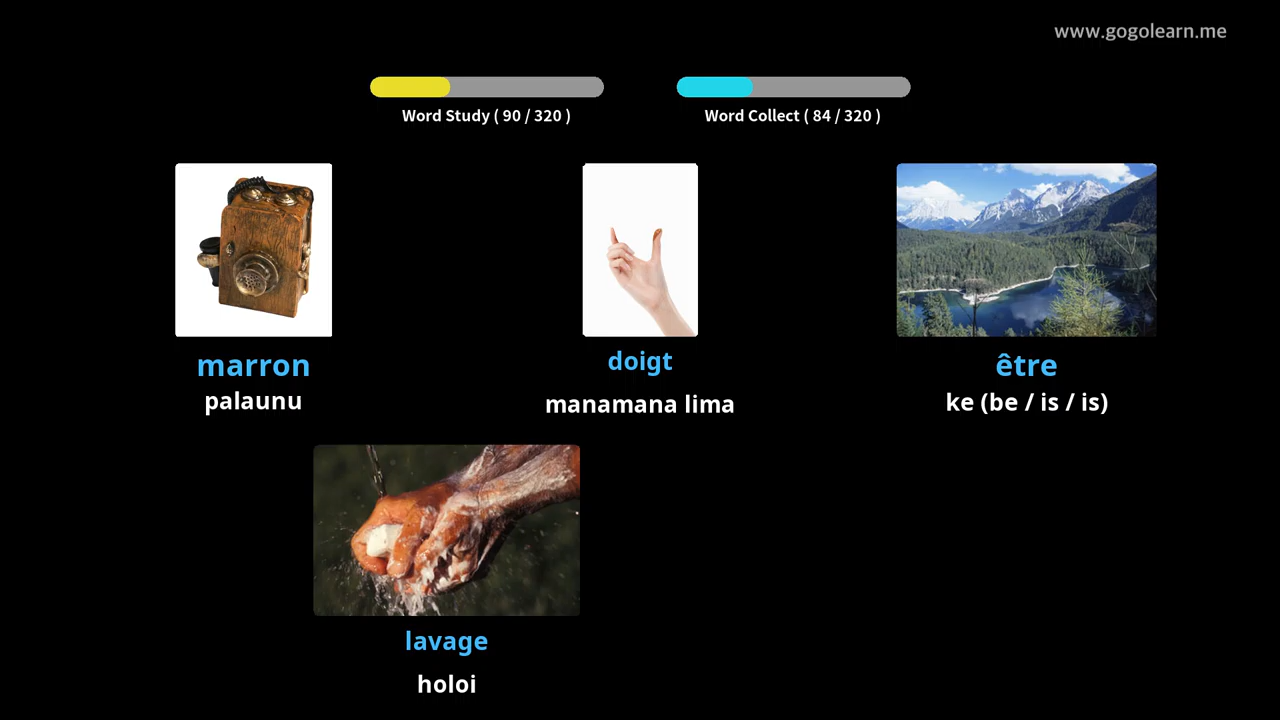 www.gogolearn.me
Word Study ( 90 / 320 )
Word Collect ( 84 / 320 )
marron
palaunu
doigt
manamana lima
être
ke (be / is / is)
lavage
holoi